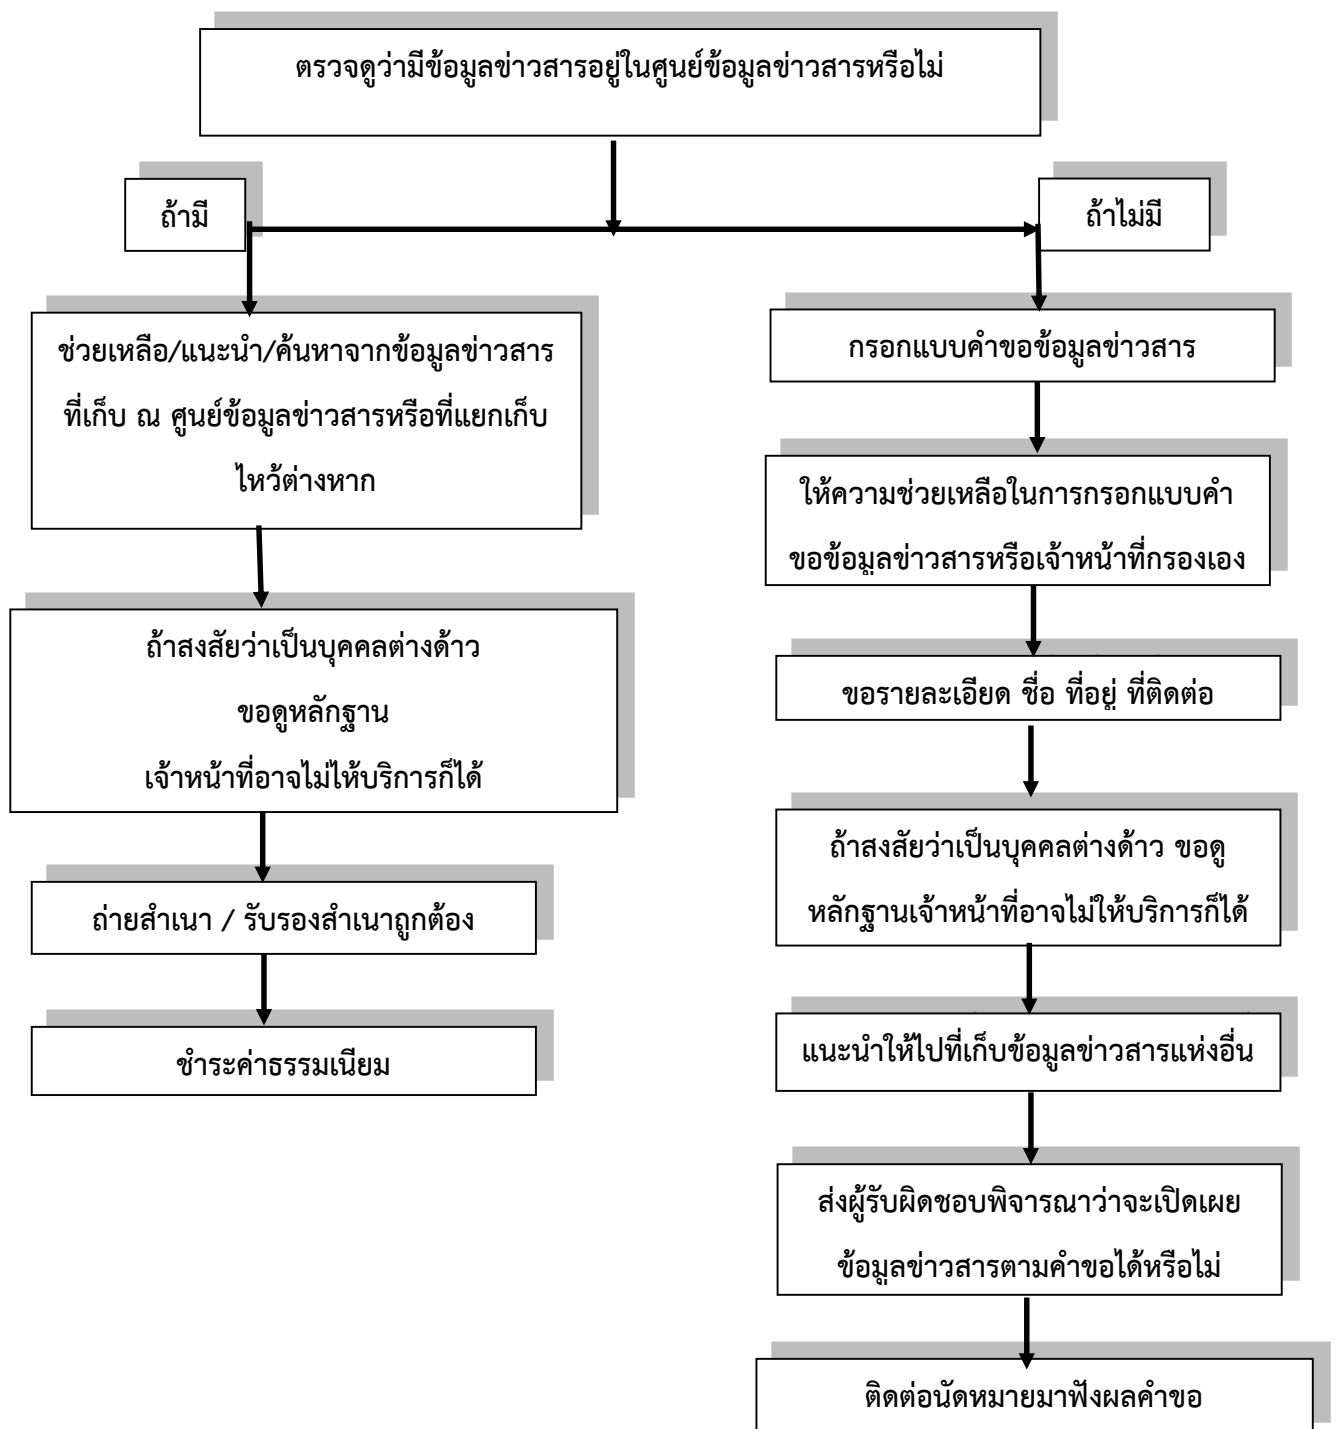 ตรวจดูว่ามีข้อมูลข่าวสารอยู่ในศูนย์ข้อมูลข่าวสารหรือไม่
ถ้ามี
ถ้าไม่มี
ช่วยเหลือ/แนะนำ/ค้นหาจากข้อมูลข่าวสาร
ที่เก็บ ณ ศูนย์ข้อมูลข่าวสารหรือที่แยกเก็บ
ไหว้ต่างหาก
ถ้าสงสัยว่าเป็นบุคคลต่างด้าว
ขอดูหลักฐาน
เจ้าหน้าที่อาจไม่ให้บริการก็ได้
ถ่ายสำเนา / รับรองสำเนาถูกต้อง
ชำระค่าธรรมเนียม
กรอกแบบคำขอข้อมูลข่าวสาร
ให้ความช่วยเหลือในการกรอกแบบคำ
ขอข้อมูลข่าวสารหรือเจ้าหน้าที่กรองเอง
ขอรายละเอียด ชื่อ ที่อยู่ ที่ติดต่อ
ถ้าสงสัยว่าเป็นบุคคลต่างด้าว ขอดู
หลักฐานเจ้าหน้าที่อาจไม่ให้บริการก็ได้
แนะนำให้ไปที่เก็บข้อมูลข่าวสารแห่งอื่น
ส่งผู้รับผิดชอบพิจารณาว่าจะเปิดเผย
ข้อมูลข่าวสารตามคำขอได้หรือไม่
ติดต่อนัดหมายมาฟังผลคำขอ